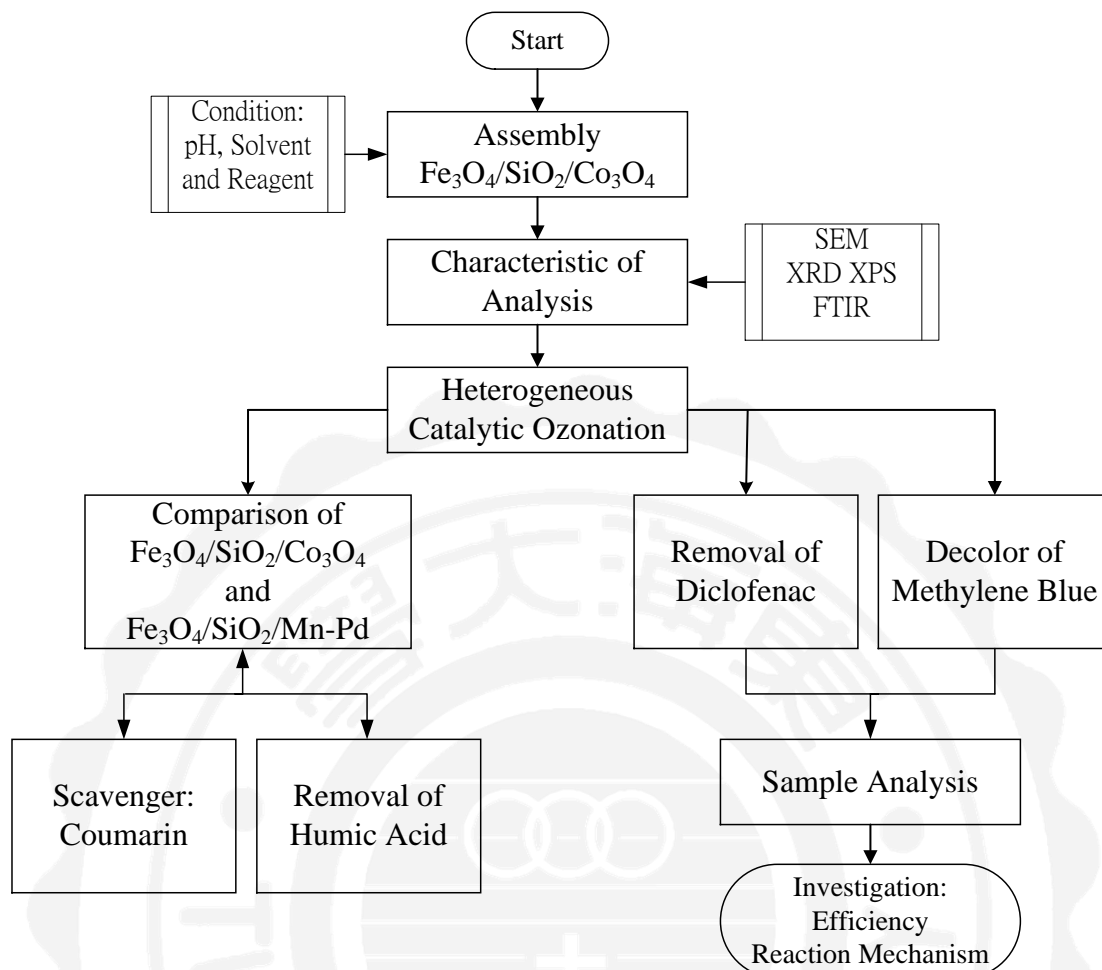 Start
Condition:
pH, Solvent
and Reagent
Assembly
Fe₃O₄/SiO₂/Co₃O₄
Characteristic of
Analysis
SEM
XRD XPS
FTIR
Heterogeneous
Catalytic Ozonation
Comparison of
Fe₃O₄/SiO₂/Co₃O₄
and
Fe₃O₄/SiO₂/Mn-Pd
Removal of
Diclofenac
Decolor of
Methylene Blue
Scavenger:
Coumarin
Removal of
Humic Acid
Sample Analysis
Investigation:
Efficiency
Reaction Mechanism